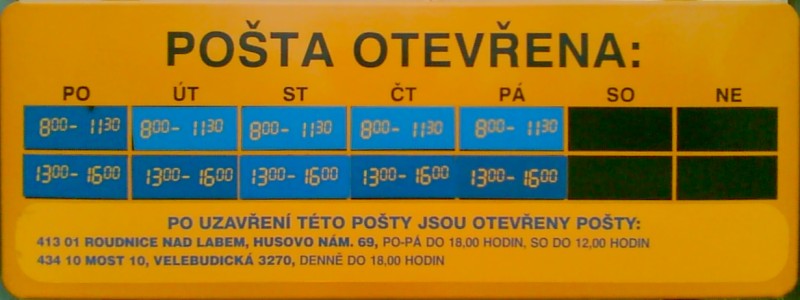 POŠTA OTEVŘENA:
PO ÚT ST ČT PÁ SO NE
800- 1130 800- 1130 800- 1130 800- 1130 800- 1130
1300- 1600 1300- 1600 1300- 1600 1300- 1600 1300- 1600
PO UZAVŘENÍ TÉTO POŠTY JSOU OTEVŘENY POŠTY:
413 01 ROUDNICE NAD LABEM, HUSOVO NÁM. 69, PO-PÁ DO 18,00 HODIN, SO DO 12,00 HODIN
434 10 MOST 10, VELEBUDICKÁ 3270, DENNĚ DO 18,00 HODIN